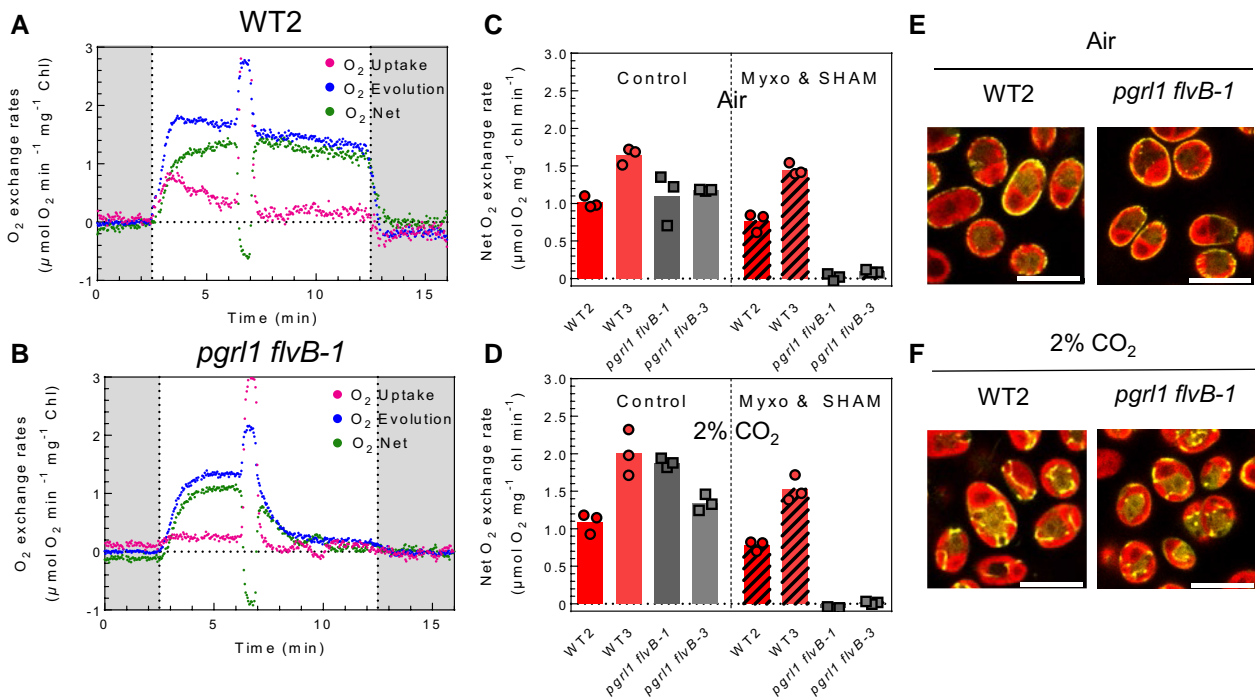 A
WT2
O2 exchange rates
(µmol O2 min-1 mg-1 Chl)
3
2
1
0
-1
0
5
10
15
Time (min)
O2 Uptake
O2 Evolution
O2 Net
B
pgrl1 flvB-1
O2 exchange rates
(µmol O2 min-1 mg-1 Chl)
3
2
1
0
-1
0
5
10
15
Time (min)
O2 Uptake
O2 Evolution
O2 Net
C
Net O2 exchange rate
(µmol O2 mg-1 chl min-1)
3.0
2.5
2.0
1.5
1.0
0.5
0
Control
Myxo & SHAM
Air
WT2
WT3
pgrl1 flvB-1
pgrl1 flvB-3
WT2
WT3
pgrl1 flvB-1
pgrl1 flvB-3
D
Net O2 exchange rate
(µmol O2 mg-1 chl min-1)
3.0
2.5
2.0
1.5
1.0
0.5
0
Control
Myxo & SHAM
2% CO2
WT2
WT3
pgrl1 flvB-1
pgrl1 flvB-3
WT2
WT3
pgrl1 flvB-1
pgrl1 flvB-3
E
Air
WT2
pgrl1 flvB-1
F
2% CO2
WT2
pgrl1 flvB-1